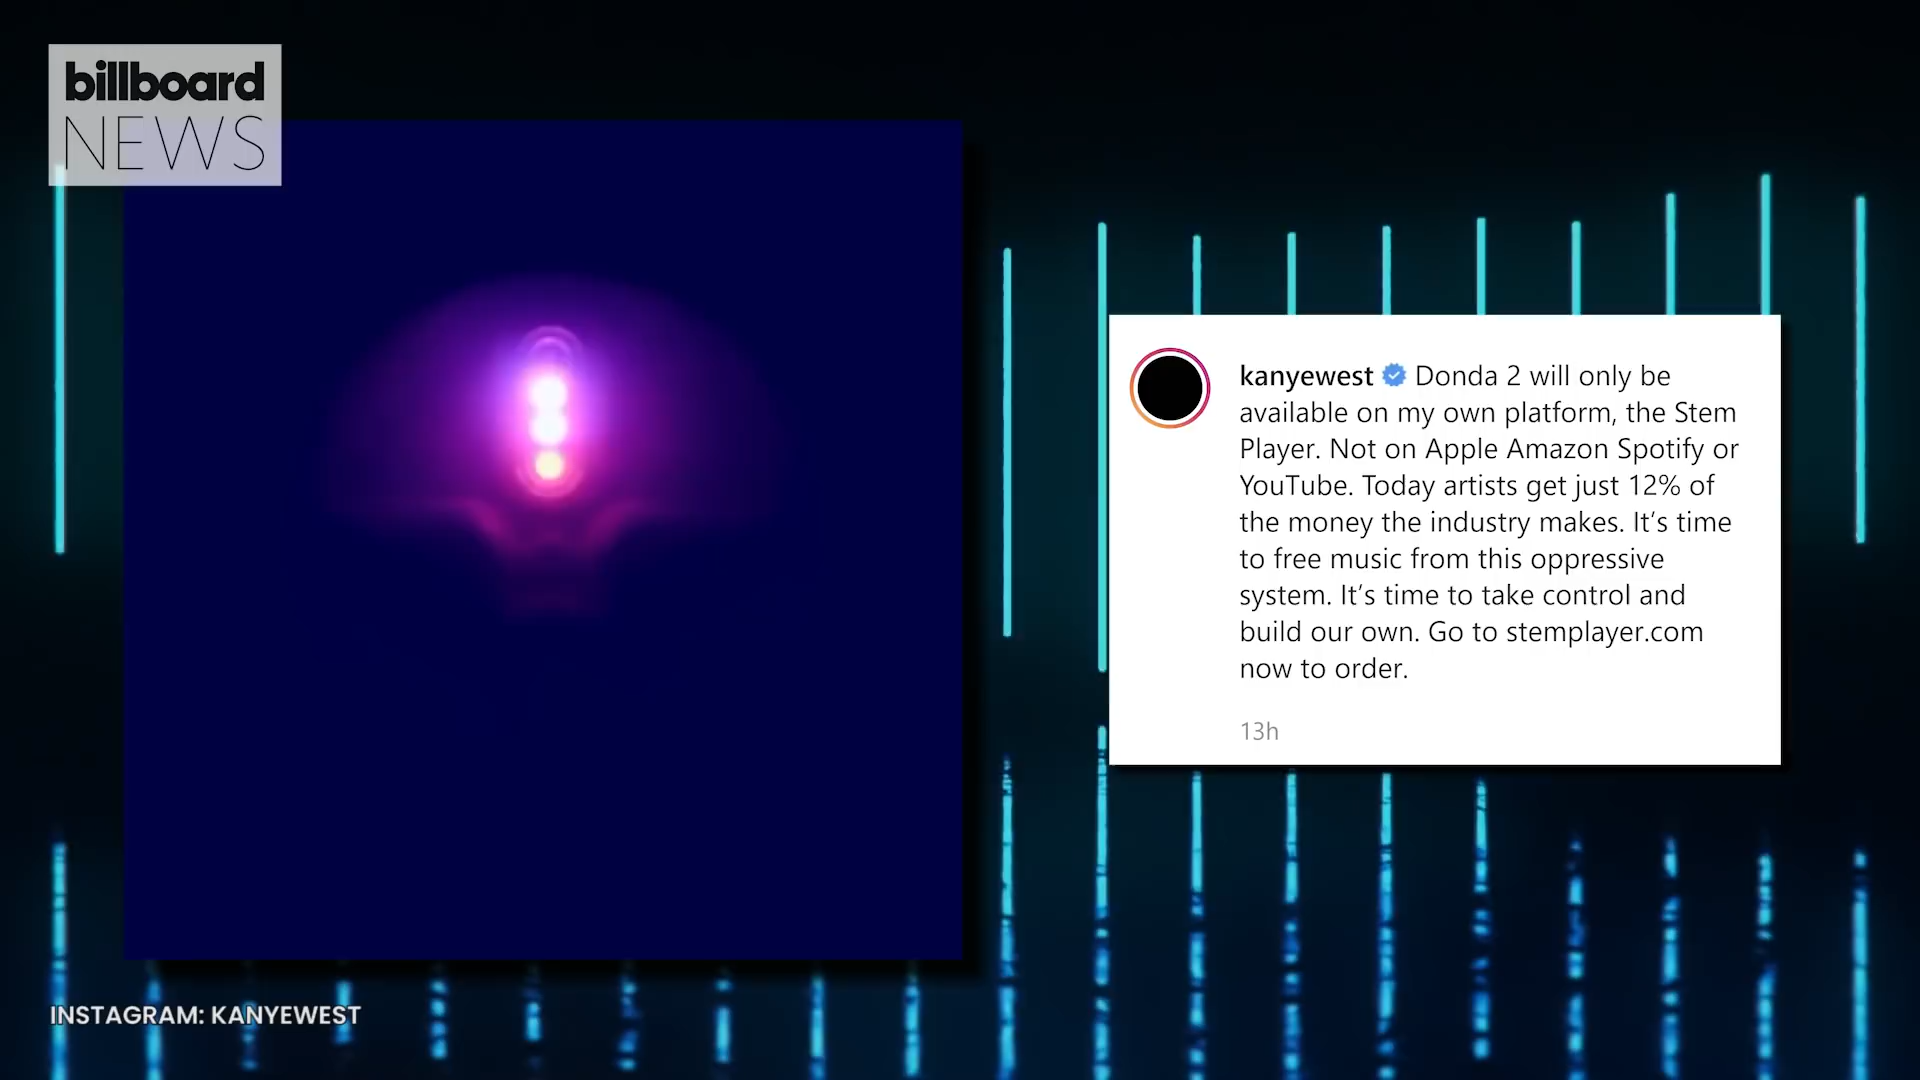 billboard
NEWS
kanyewest Donda 2 will only be
available on my own platform, the Stem
Player. Not on Apple Amazon Spotify or
YouTube. Today artists get just 12% of
the money the industry makes. It's time
to free music from this oppressive
system. It's time to take control and
build our own. Go to stemplayer.com
now to order.
13h
INSTAGRAM: KANYEWEST